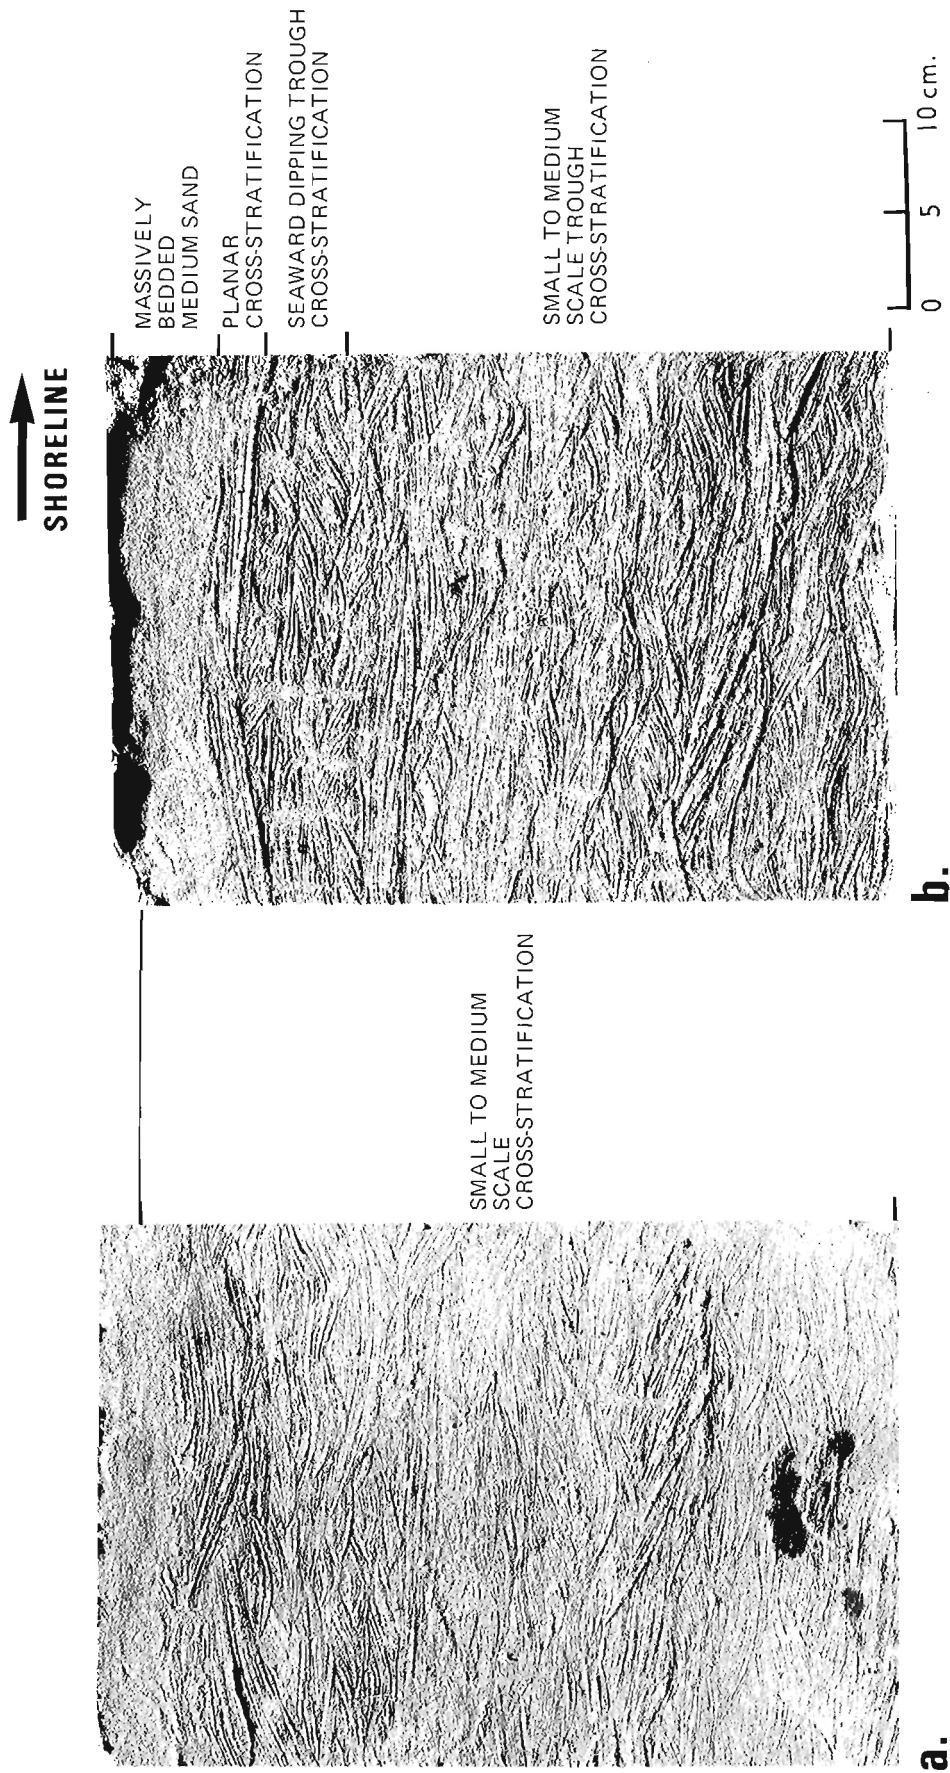 SHORELINE
MASSIVELY
BEDDED
MEDIUM SAND
PLANAR
CROSS-STRATIFICATION
SEAWARD DIPPING TROUGH
CROSS-STRATIFICATION
SMALL TO MEDIUM
SCALE TROUGH
CROSS-STRATIFICATION
0 5 10 cm.
b.
SMALL TO MEDIUM
SCALE
CROSS-STRATIFICATION
a.